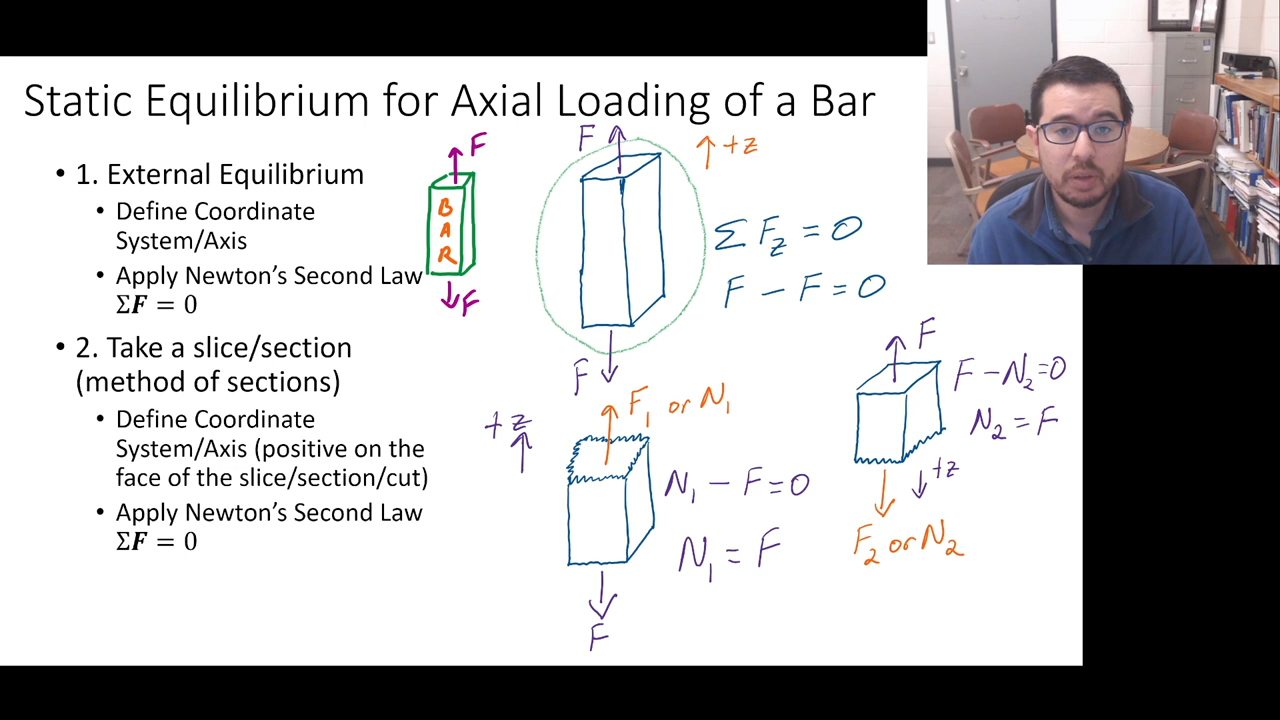 Static Equilibrium for Axial Loading of a Bar
• 1. External Equilibrium
• Define Coordinate
System/Axis
• Apply Newton's Second Law
Σ𝑭 = 0
• 2. Take a slice/section
(method of sections)
• Define Coordinate
System/Axis (positive on the
face of the slice/section/cut)
• Apply Newton's Second Law
Σ𝑭 = 0
F
B
A
R
F
F
+z
F
Σ F_z = 0
F − F = 0
+z
F₁ or N₁
N₁ − F = 0
N₁ = F
F
F
F − N₂ = 0
N₂ = F
+z
F₂ or N₂